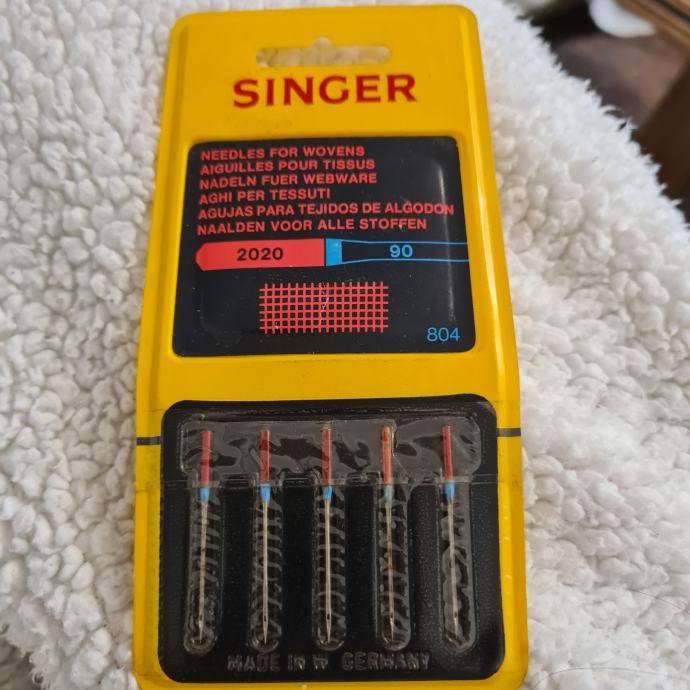 SINGER
NEEDLES FOR WOVENS
AIGUILLES POUR TISSUS
NADELN FUER WEBWARE
AGHI PER TESSUTI
AGUJAS PARA TEJIDOS DE ALGODON
NAALDEN VOOR ALLE STOFFEN
2020 90
804
MADE IN W GERMANY